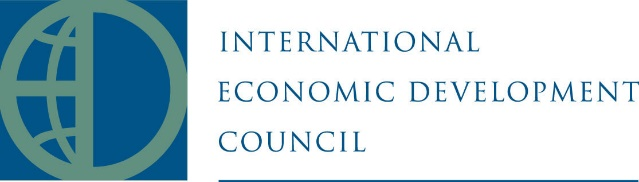 INTERNATIONAL
ECONOMIC DEVELOPMENT
COUNCIL